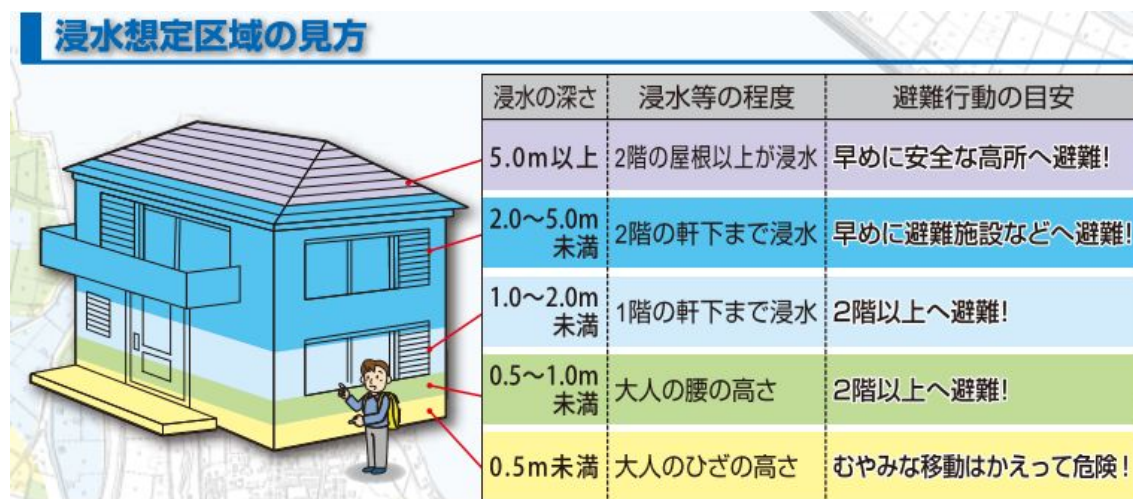 浸水想定区域の見方
浸水の深さ 浸水等の程度 避難行動の目安
5.0m以上 2階の屋根以上が浸水 早めに安全な高所へ避難!
2.0～5.0m
未満 2階の軒下まで浸水 早めに避難施設などへ避難!
1.0～2.0m
未満 1階の軒下まで浸水 2階以上へ避難!
0.5～1.0m
未満 大人の腰の高さ 2階以上へ避難!
0.5m未満 大人のひざの高さ むやみな移動はかえって危険!